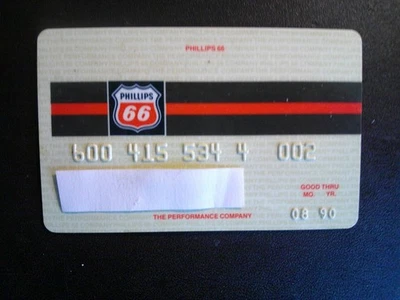 PHILLIPS 66
PHILLIPS
66
600 415 534 4 002
GOOD THRU
MO. YR.
THE PERFORMANCE COMPANY
08 90